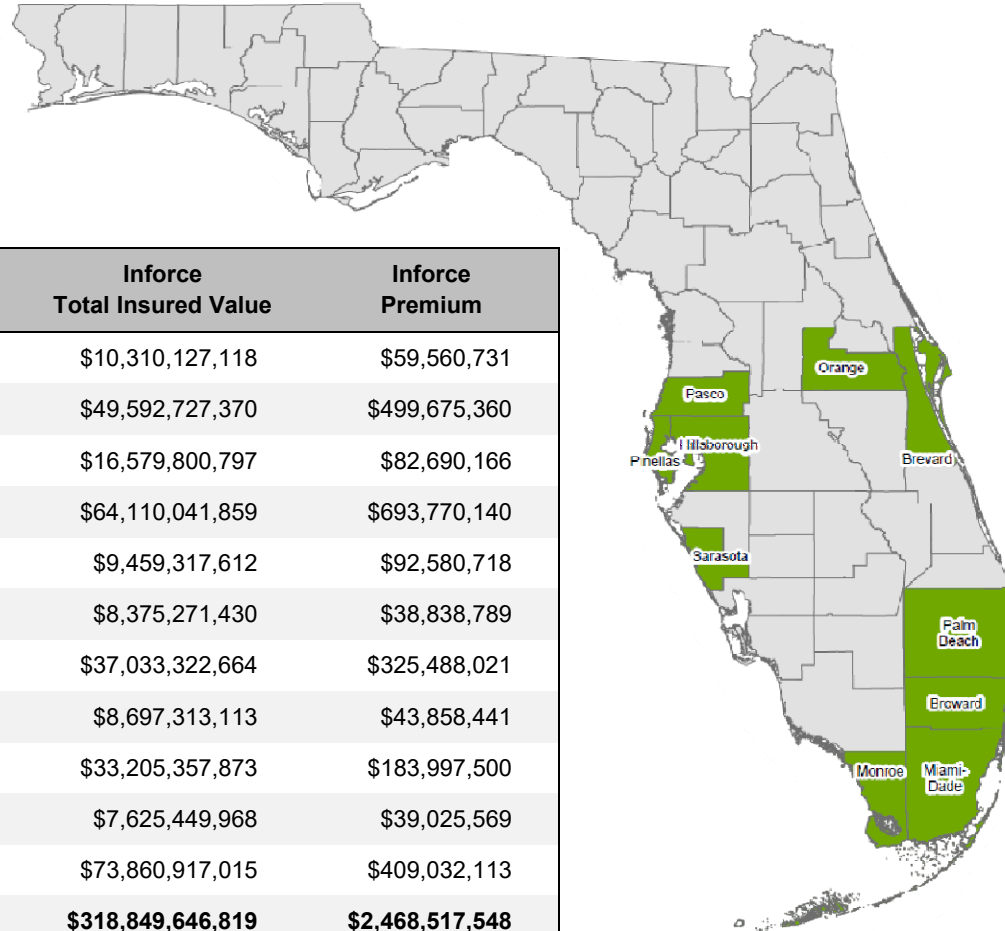 Inforce Inforce
Total Insured Value Premium
$10,310,127,118 $59,560,731
$49,592,727,370 $499,675,360
$16,579,800,797 $82,690,166
$64,110,041,859 $693,770,140
$9,459,317,612 $92,580,718
$8,375,271,430 $38,838,789
$37,033,322,664 $325,488,021
$8,697,313,113 $43,858,441
$33,205,357,873 $183,997,500
$7,625,449,968 $39,025,569
$73,860,917,015 $409,032,113
$318,849,646,819 $2,468,517,548
Orange
Pasco
Hillsborough
Pinellas
Brevard
Sarasota
Palm
Beach
Broward
Monroe
Miami-
Dade